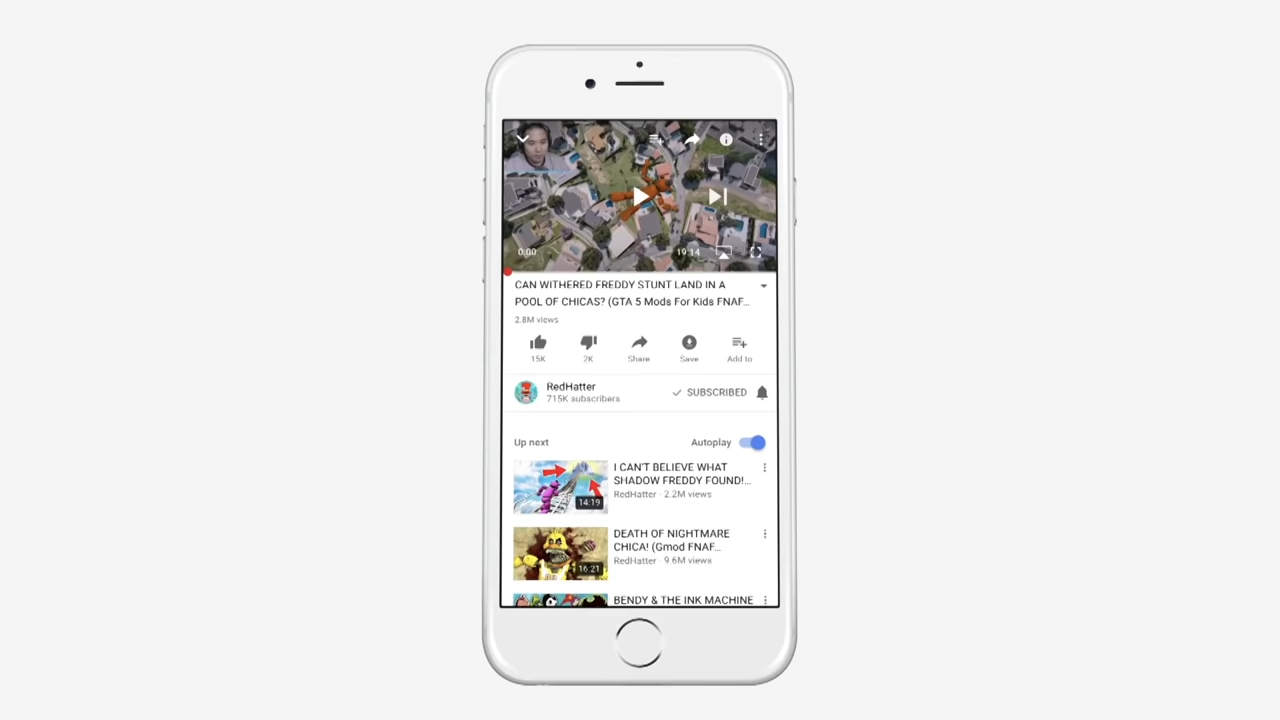 0:00
19:14
CAN WITHERED FREDDY STUNT LAND IN A
POOL OF CHICAS? (GTA 5 Mods For Kids FNAF...
2.8M views
15K
2K
Share
Save
Add to
RedHatter
715K subscribers
SUBSCRIBED
Up next
Autoplay
I CAN'T BELIEVE WHAT
SHADOW FREDDY FOUND!...
RedHatter · 2.2M views
14:19
DEATH OF NIGHTMARE
CHICA! (Gmod FNAF...
RedHatter · 9.6M views
16:21
BENDY & THE INK MACHINE